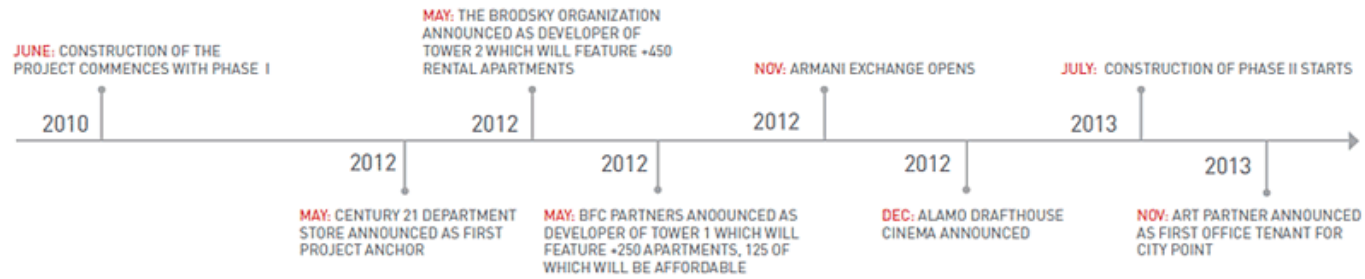 JUNE: CONSTRUCTION OF THE
PROJECT COMMENCES WITH PHASE I
2010
MAY: CENTURY 21 DEPARTMENT
STORE ANNOUNCED AS FIRST
PROJECT ANCHOR
2012
MAY: THE BRODSKY ORGANIZATION
ANNOUNCED AS DEVELOPER OF
TOWER 2 WHICH WILL FEATURE +450
RENTAL APARTMENTS
2012
MAY: BFC PARTNERS ANOOUNCED AS
DEVELOPER OF TOWER 1 WHICH WILL
FEATURE +250 APARTMENTS, 125 OF
WHICH WILL BE AFFORDABLE
2012
NOV: ARMANI EXCHANGE OPENS
2012
DEC: ALAMO DRAFTHOUSE
CINEMA ANNOUNCED
2012
JULY: CONSTRUCTION OF PHASE II STARTS
2013
NOV: ART PARTNER ANNOUNCED
AS FIRST OFFICE TENANT FOR
CITY POINT
2013